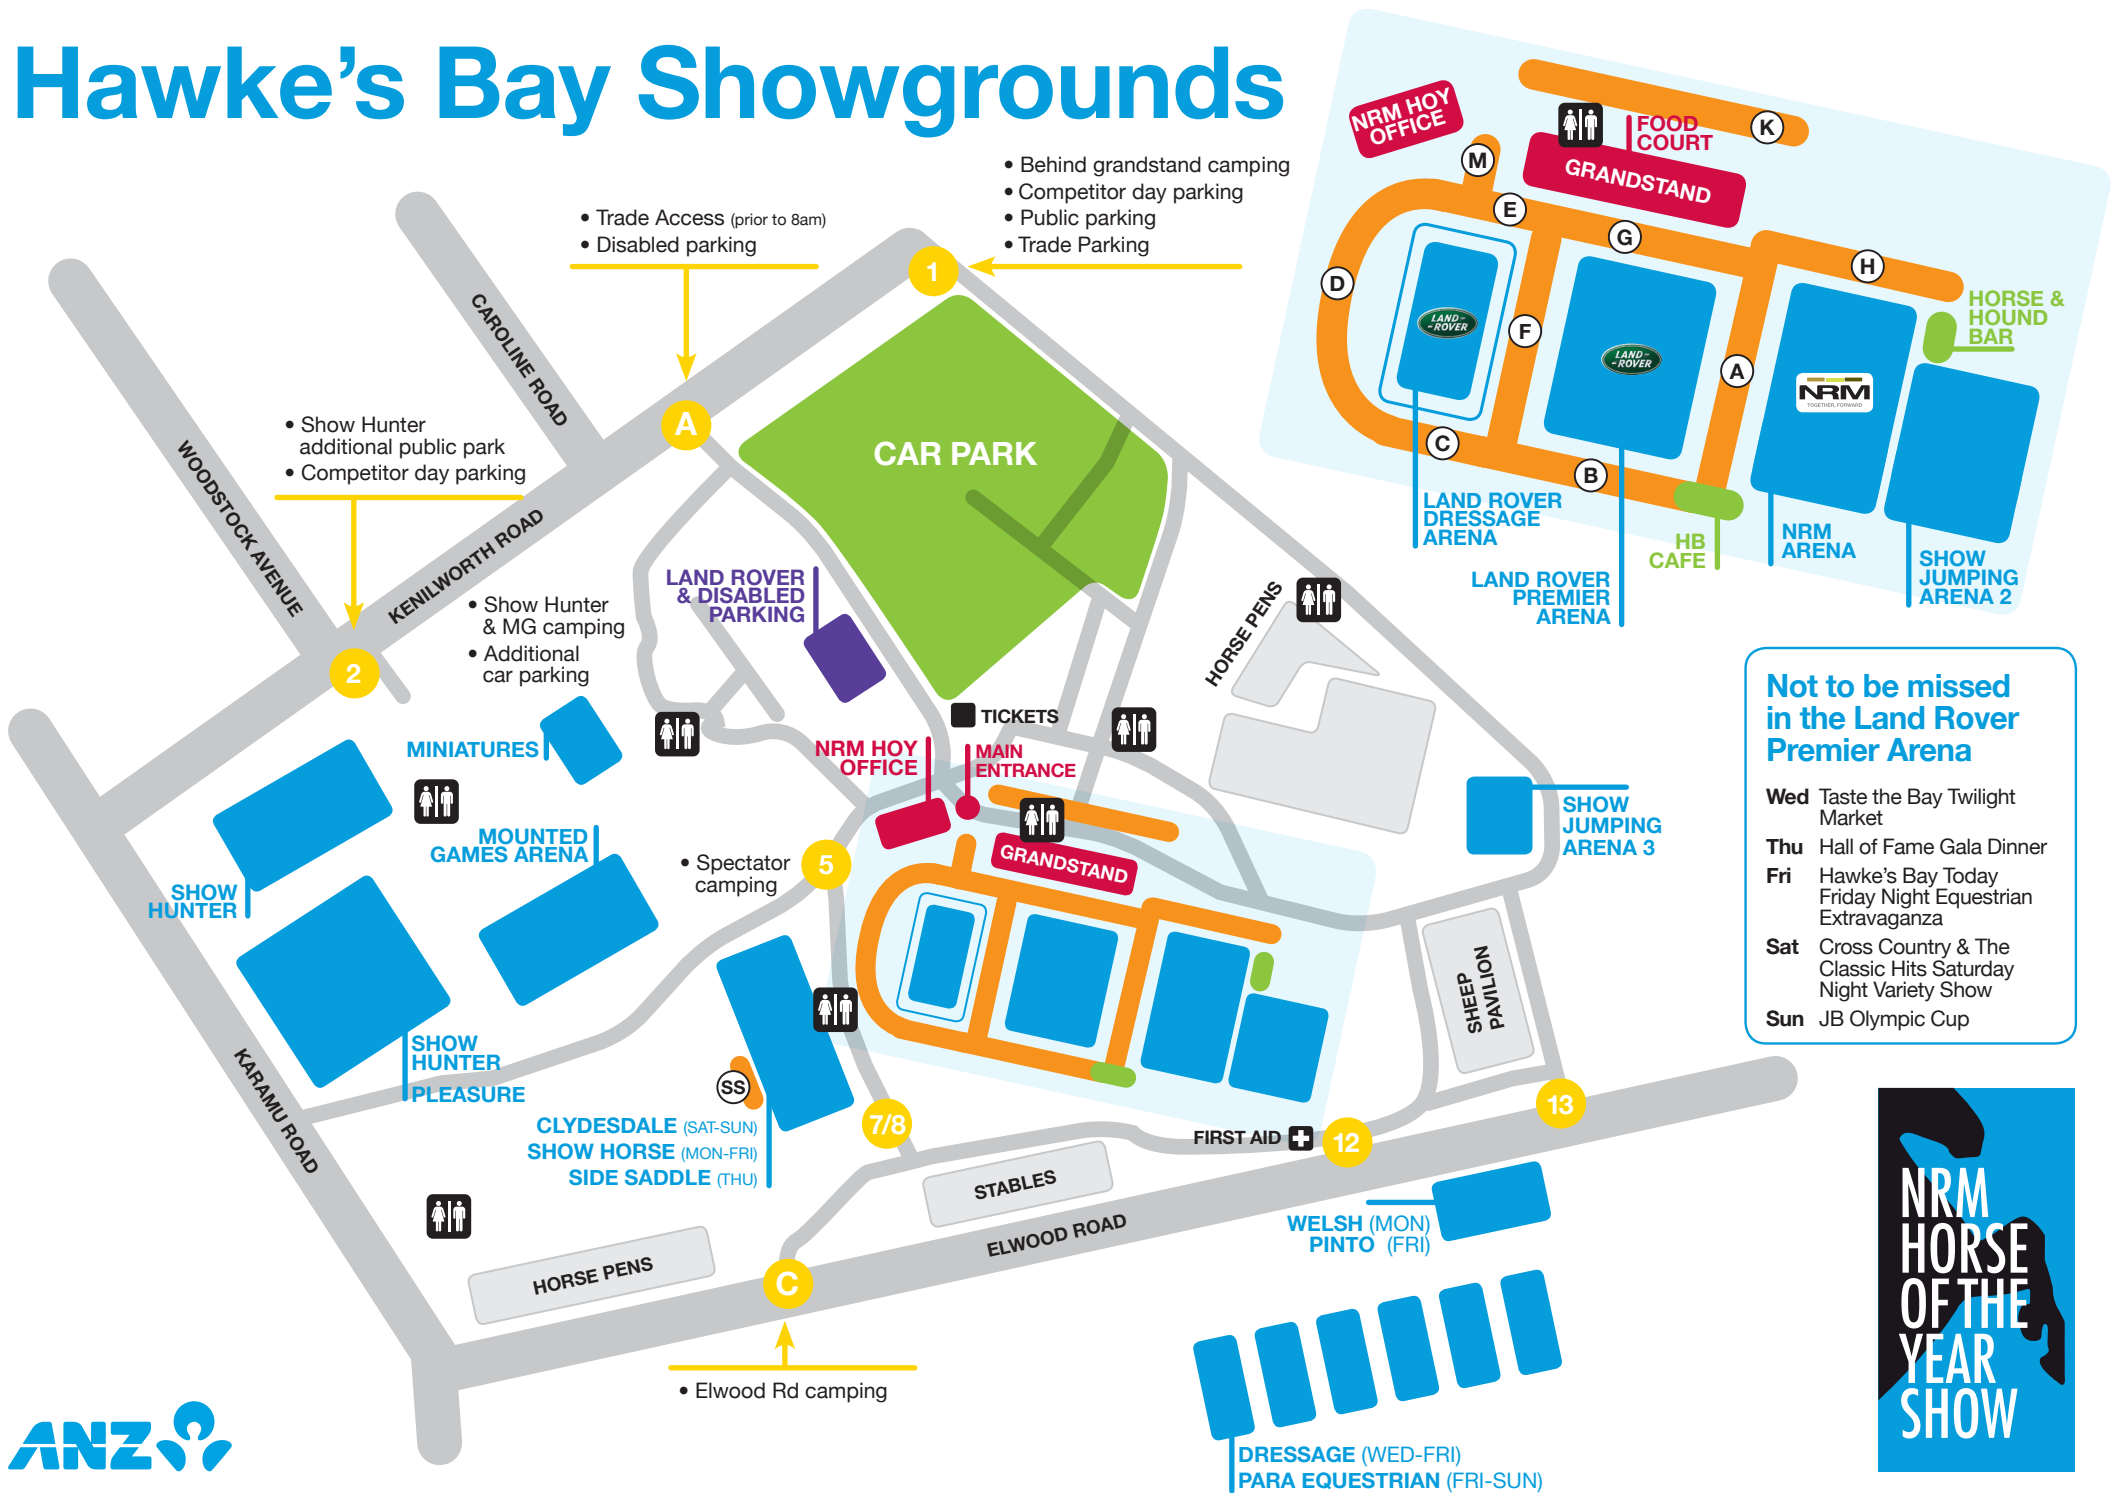 Hawke's Bay Showgrounds
• Behind grandstand camping
• Competitor day parking
• Public parking
• Trade Parking
• Trade Access (prior to 8am)
• Disabled parking
• Show Hunter
additional public park
• Competitor day parking
1
A
2
CAROLINE ROAD
WOODSTOCK AVENUE
KENILWORTH ROAD
CAR PARK
• Show Hunter
& MG camping
• Additional
car parking
LAND ROVER
& DISABLED
PARKING
HORSE PENS
TICKETS
MINIATURES
NRM HOY
OFFICE
MAIN
ENTRANCE
MOUNTED
GAMES ARENA
SHOW
HUNTER
• Spectator
camping
5
GRANDSTAND
SHOW
JUMPING
ARENA 3
SHEEP
PAVILION
SHOW
HUNTER
PLEASURE
KARAMU ROAD
SS
CLYDESDALE (SAT-SUN)
SHOW HORSE (MON-FRI)
SIDE SADDLE (THU)
7/8
FIRST AID
12
13
STABLES
ELWOOD ROAD
HORSE PENS
C
• Elwood Rd camping
WELSH (MON)
PINTO (FRI)
DRESSAGE (WED-FRI)
PARA EQUESTRIAN (FRI-SUN)
NRM HOY
OFFICE
FOOD
COURT
K
M
GRANDSTAND
E
G
H
D
F
A
C
B
LAND-
-ROVER
LAND-
-ROVER
NRM
TOGETHER, FORWARD
HORSE &
HOUND
BAR
LAND ROVER
DRESSAGE
ARENA
LAND ROVER
PREMIER
ARENA
HB
CAFE
NRM
ARENA
SHOW
JUMPING
ARENA 2
Not to be missed
in the Land Rover
Premier Arena
Wed Taste the Bay Twilight
Market
Thu Hall of Fame Gala Dinner
Fri Hawke's Bay Today
Friday Night Equestrian
Extravaganza
Sat Cross Country & The
Classic Hits Saturday
Night Variety Show
Sun JB Olympic Cup
NRM
HORSE
OF THE
YEAR
SHOW
ANZ